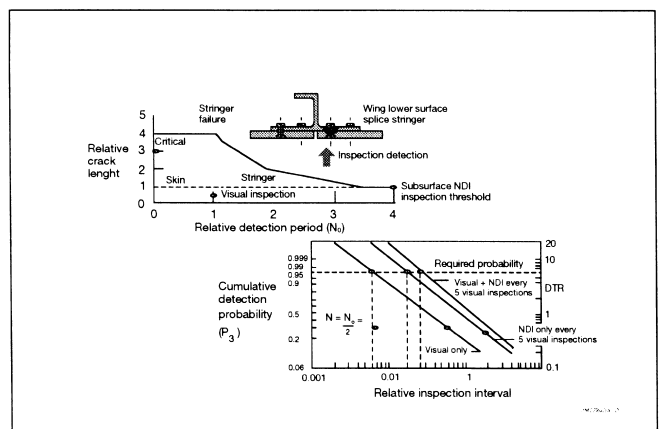 Stringer
failure
Wing lower surface
splice stringer
Inspection detection
Relative
crack
lenght
5
4
3
2
1
0
Critical
Skin
Stringer
Visual inspection
Subsurface NDI
inspection threshold
0
1
2
3
4
Relative detection period (N₀)
Cumulative
detection
probability
(P₃)
0.999
0.99
0.95
0.9
0.5
0.2
0.06
Required probability
Visual + NDI every
5 visual inspections
NDI only every
5 visual inspections
Visual only
N = N₀ =
2
20
10
DTR
1
0.1
0.001
0.01
0.1
1
Relative inspection interval